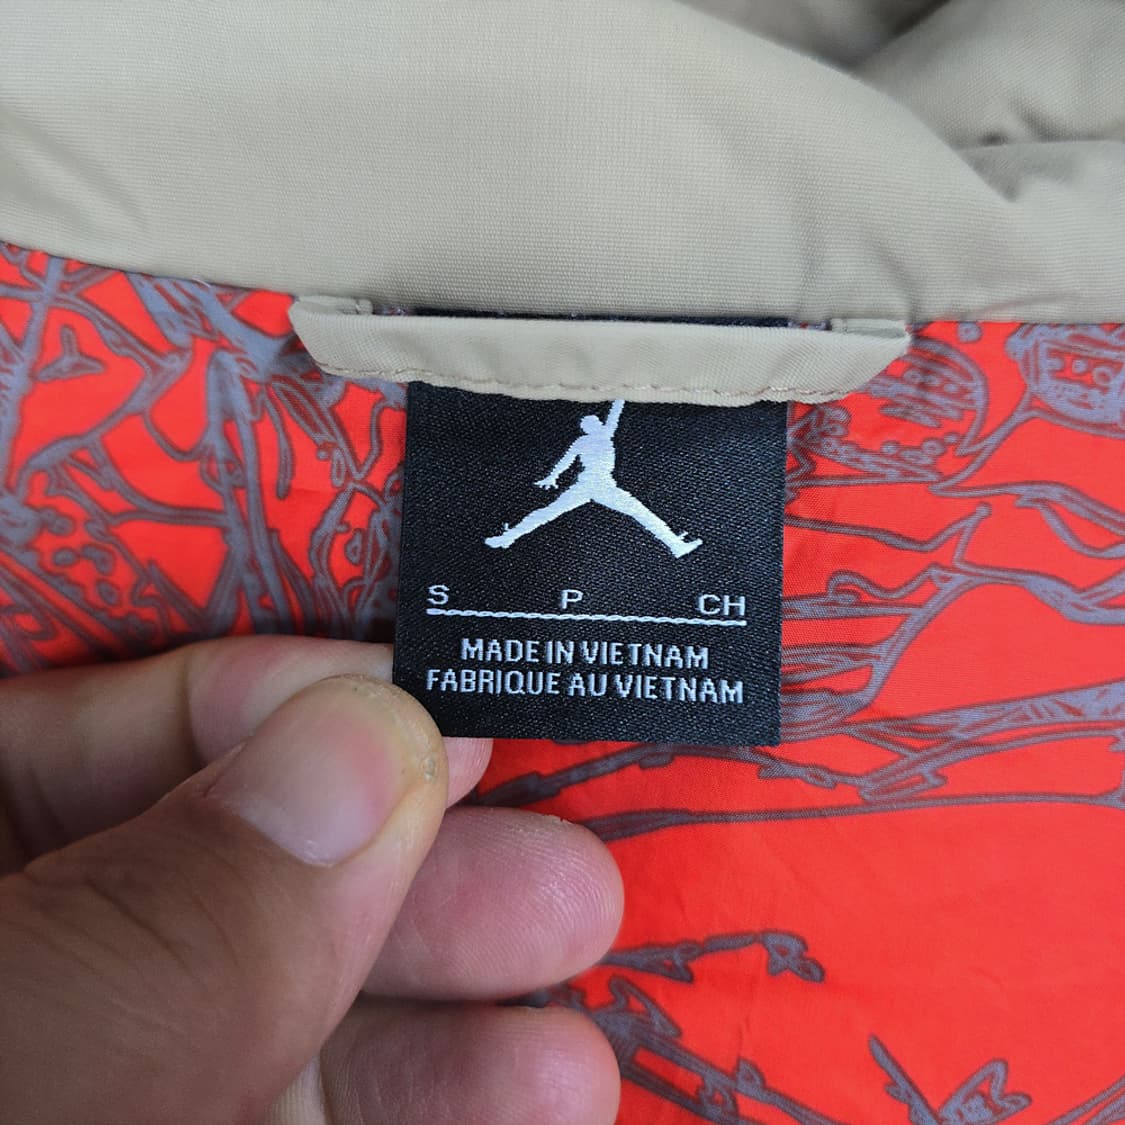 S P CH
MADE IN VIETNAM
FABRIQUE AU VIETNAM